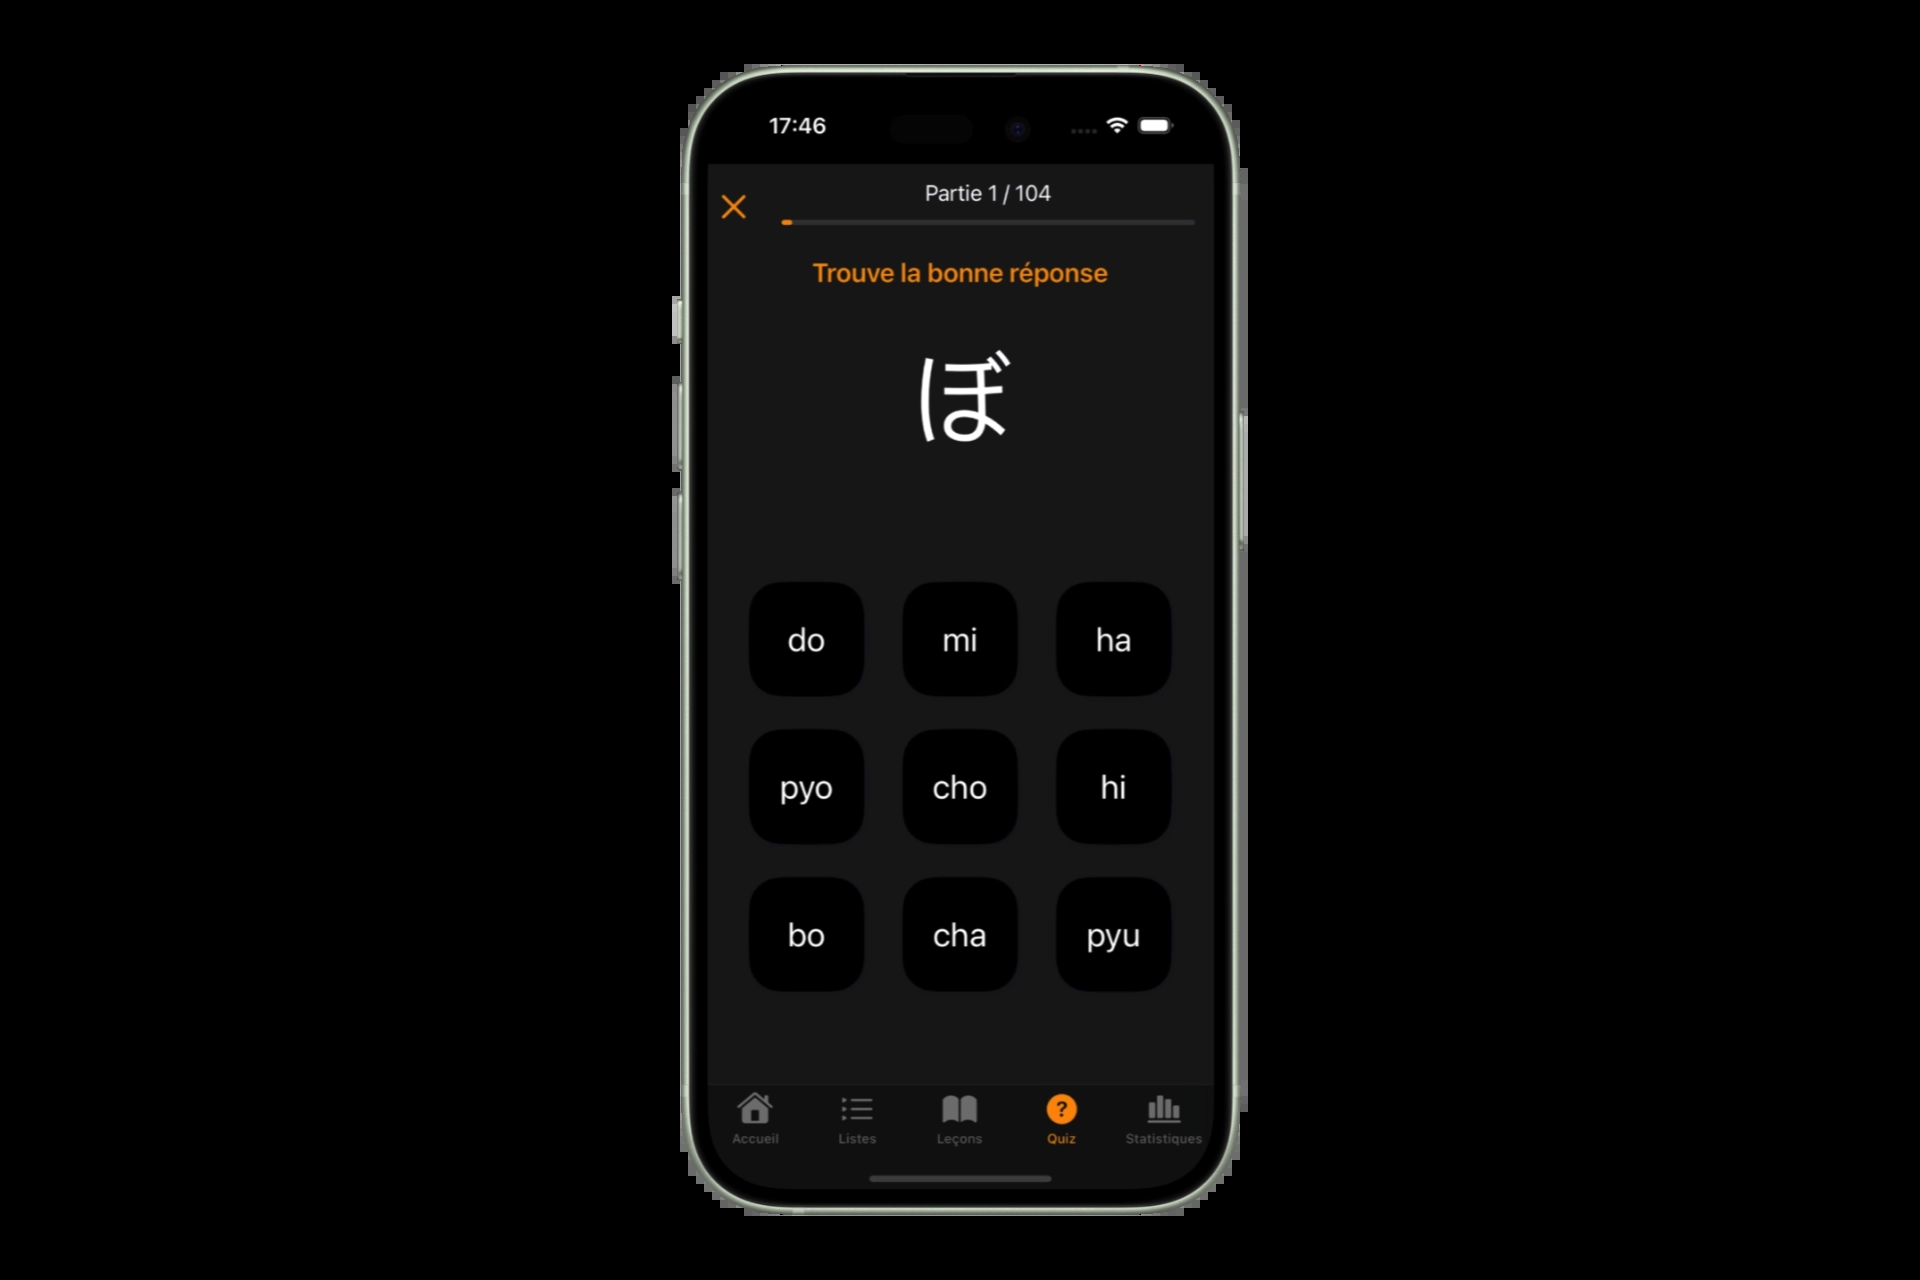 17:46
Partie 1 / 104
Trouve la bonne réponse
ぼ
do mi ha
pyo cho hi
bo cha pyu
?
Accueil Listes Leçons Quiz Statistiques